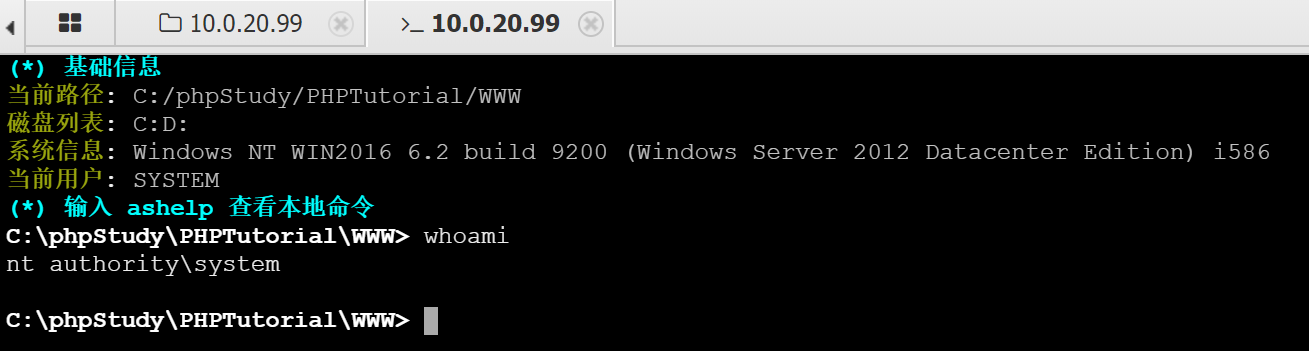 10.0.20.99
>_ 10.0.20.99
(*) 基础信息
当前路径: C:/phpStudy/PHPTutorial/WWW
磁盘列表: C:D:
系统信息: Windows NT WIN2016 6.2 build 9200 (Windows Server 2012 Datacenter Edition) i586
当前用户: SYSTEM
(*) 输入 ashelp 查看本地命令
C:\phpStudy\PHPTutorial\WWW> whoami
nt authority\system
C:\phpStudy\PHPTutorial\WWW>